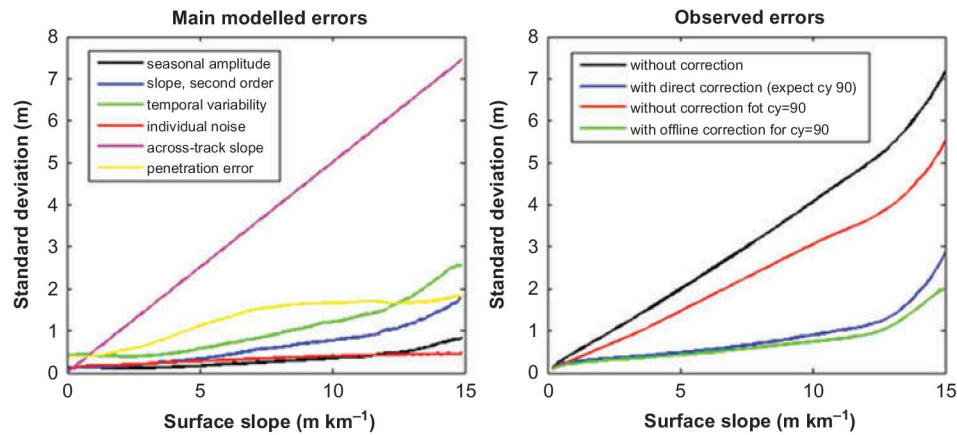 Main modelled errors
Standard deviation (m)
8
7
6
5
4
3
2
1
0
seasonal amplitude
slope, second order
temporal variability
individual noise
across-track slope
penetration error
0
5
10
15
Surface slope (m km⁻¹)
Observed errors
Standard deviation (m)
8
7
6
5
4
3
2
1
0
without correction
with direct correction (expect cy 90)
without correction fot cy=90
with offline correction for cy=90
0
5
10
15
Surface slope (m km⁻¹)